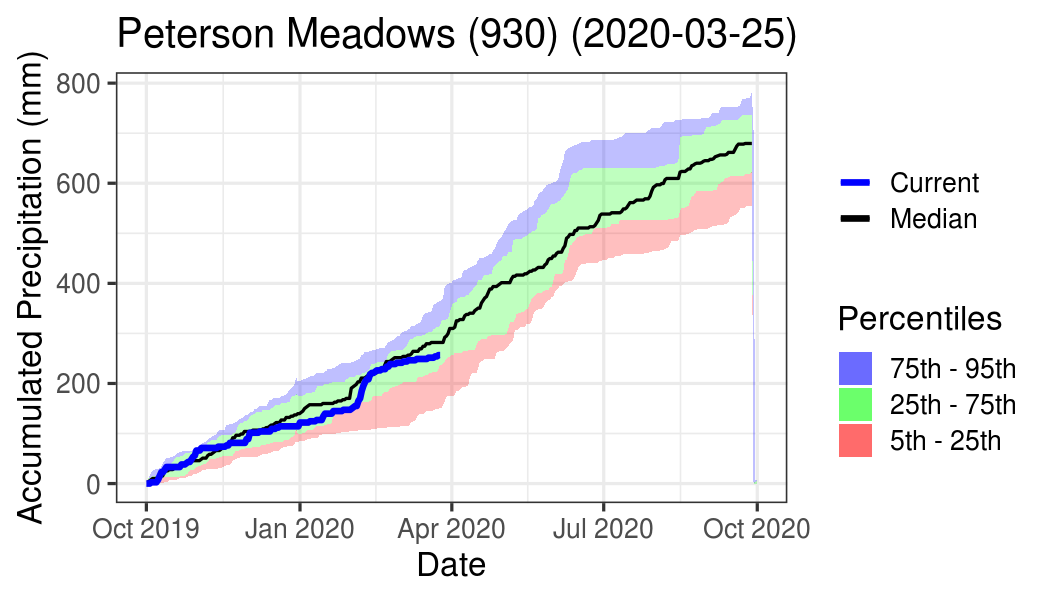 Peterson Meadows (930) (2020-03-25)
Accumulated Precipitation (mm)
800
600
400
200
0
Oct 2019
Jan 2020
Apr 2020
Jul 2020
Oct 2020
Date
Current
Median
Percentiles
75th - 95th
25th - 75th
5th - 25th